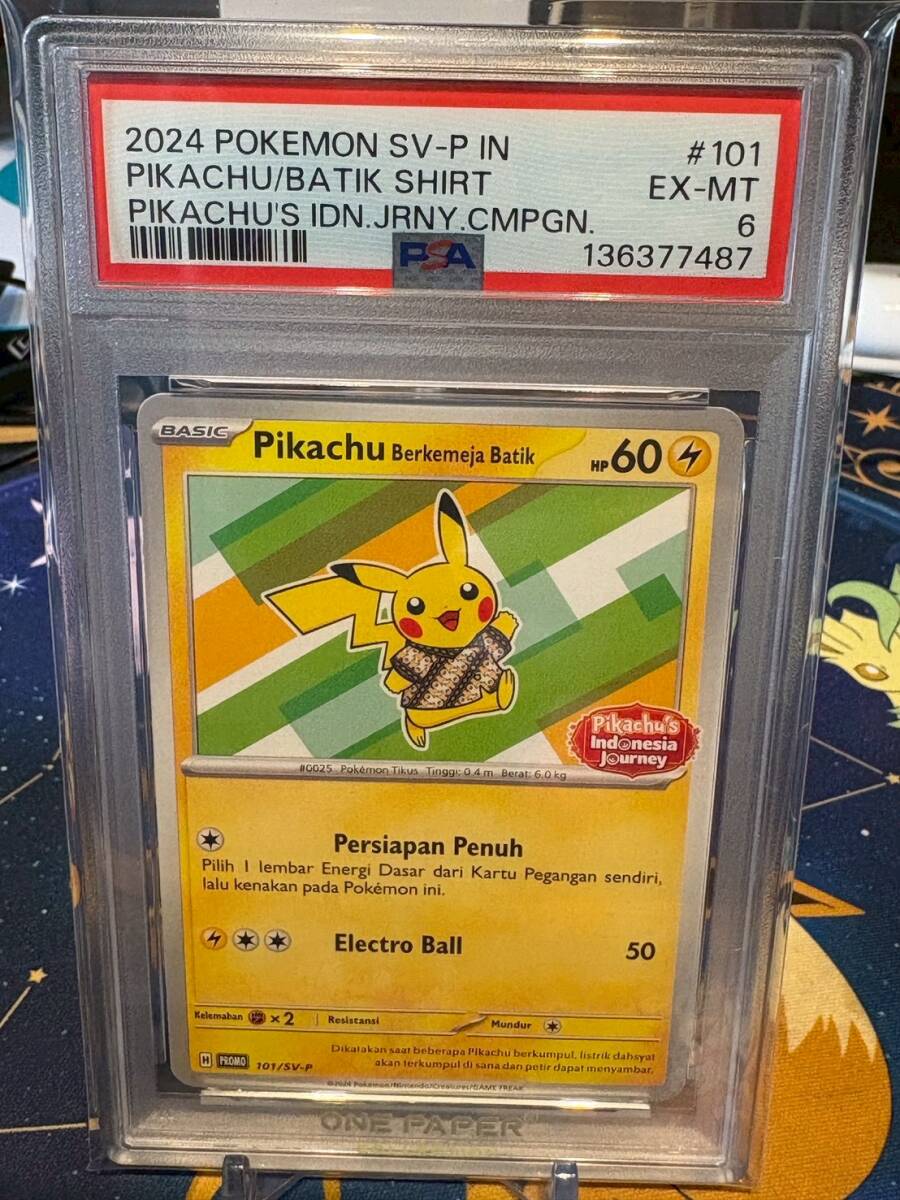 2024 POKEMON SV-P IN #101
PIKACHU/BATIK SHIRT EX-MT
PIKACHU'S IDN.JRNY.CMPGN. 6
PSA 136377487
BASIC Pikachu Berkemeja Batik HP60
Pikachu's
Indonesia
Journey
#0025 Pokémon Tikus Tinggi: 0.4 m Berat: 6.0 kg
Persiapan Penuh
Pilih 1 lembar Energi Dasar dari Kartu Pegangan sendiri,
lalu kenakan pada Pokémon ini.
Electro Ball 50
Kelemahan ×2 Resistansi Mundur
Dikatakan saat beberapa Pikachu berkumpul, listrik dahsyat
akan terkumpul di sana dan petir dapat menyambar.
H PROMO 101/SV-P
©2024 Pokémon/Nintendo/Creatures/GAME FREAK
ONE PAPER